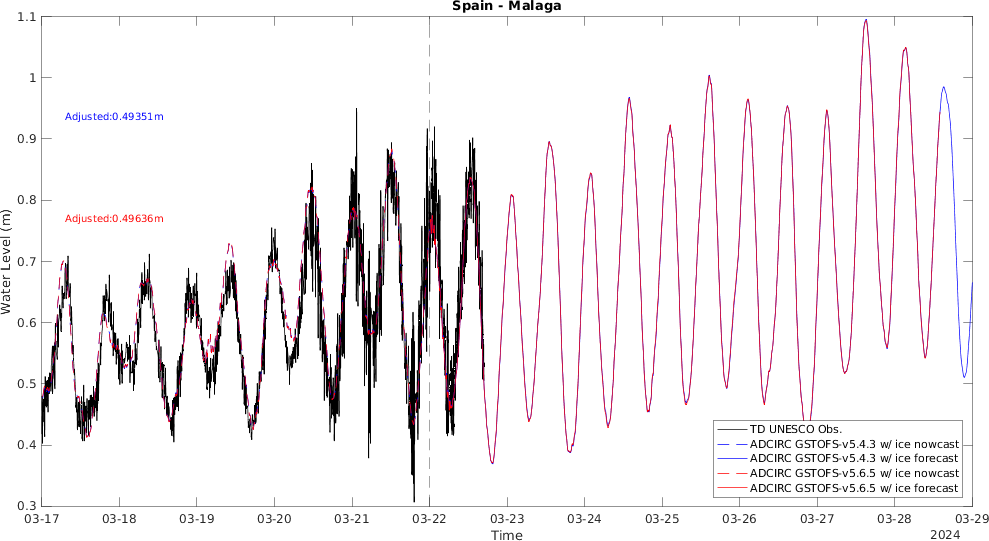 Spain - Malaga
1.1
1
0.9
0.8
0.7
0.6
0.5
0.4
0.3
Water Level (m)
Adjusted:0.49351m
Adjusted:0.49636m
TD UNESCO Obs.
ADCIRC GSTOFS-v5.4.3 w/ ice nowcast
ADCIRC GSTOFS-v5.4.3 w/ ice forecast
ADCIRC GSTOFS-v5.6.5 w/ ice nowcast
ADCIRC GSTOFS-v5.6.5 w/ ice forecast
03-17 03-18 03-19 03-20 03-21 03-22 03-23 03-24 03-25 03-26 03-27 03-28 03-29
Time
2024